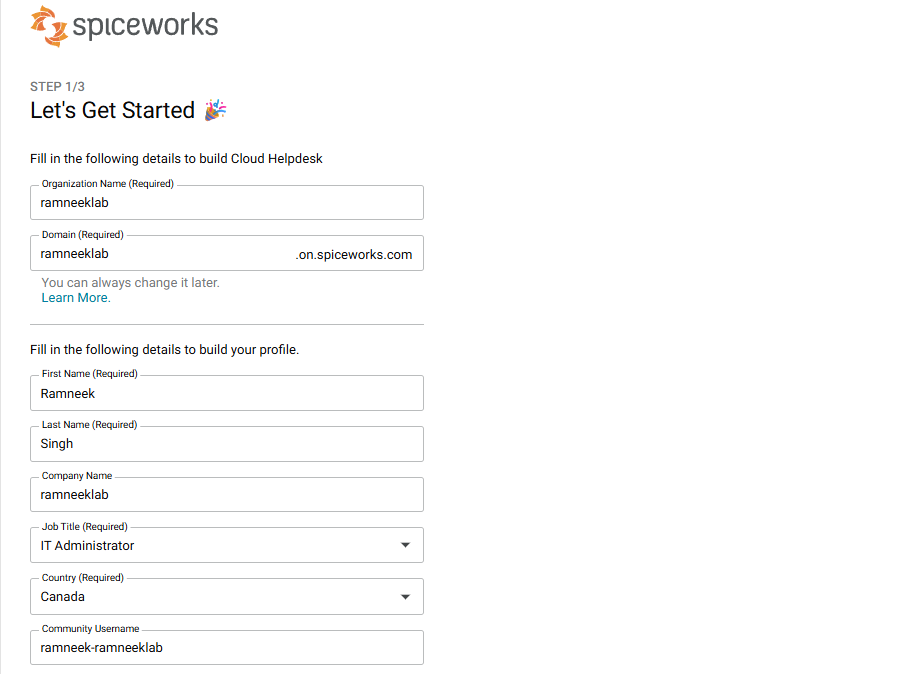 spiceworks
STEP 1/3
Let's Get Started 🎉
Fill in the following details to build Cloud Helpdesk
Organization Name (Required)
ramneeklab
Domain (Required)
ramneeklab .on.spiceworks.com
You can always change it later.
Learn More.
Fill in the following details to build your profile.
First Name (Required)
Ramneek
Last Name (Required)
Singh
Company Name
ramneeklab
Job Title (Required)
IT Administrator
Country (Required)
Canada
Community Username
ramneek-ramneeklab